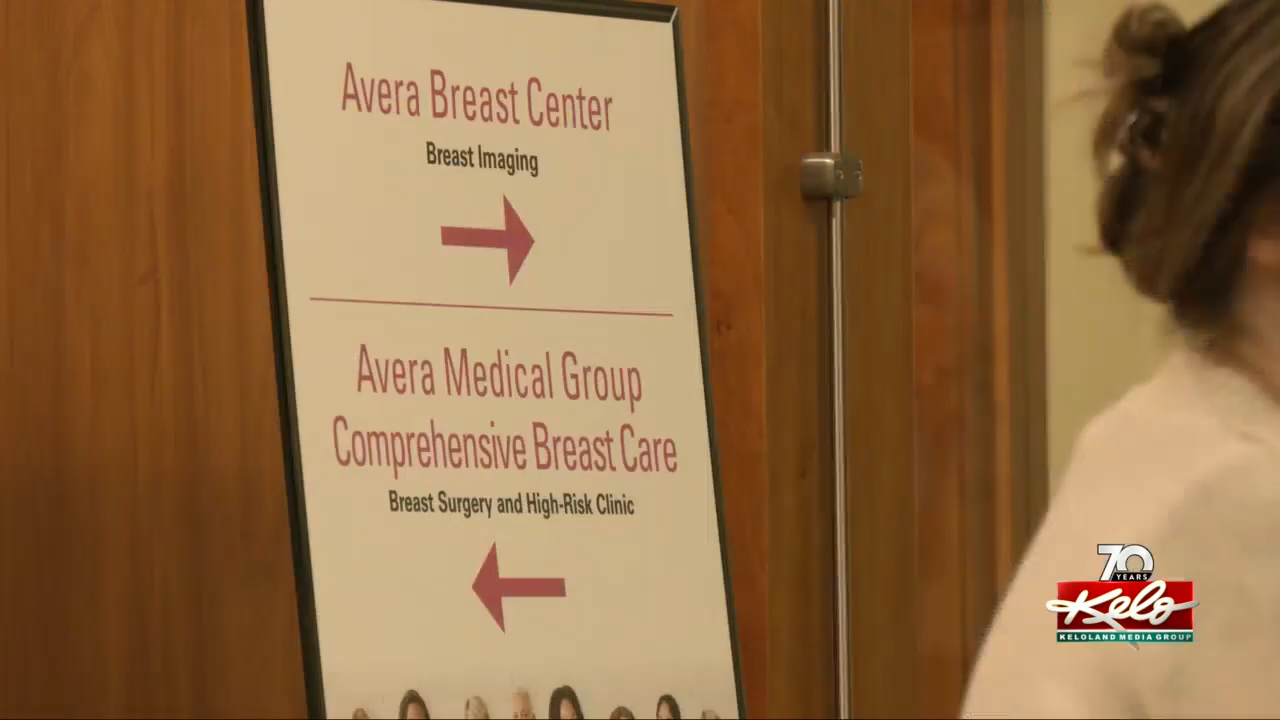 Avera Breast Center
Breast Imaging
Avera Medical Group
Comprehensive Breast Care
Breast Surgery and High-Risk Clinic
70
YEARS
Kelo
KELOLAND MEDIA GROUP